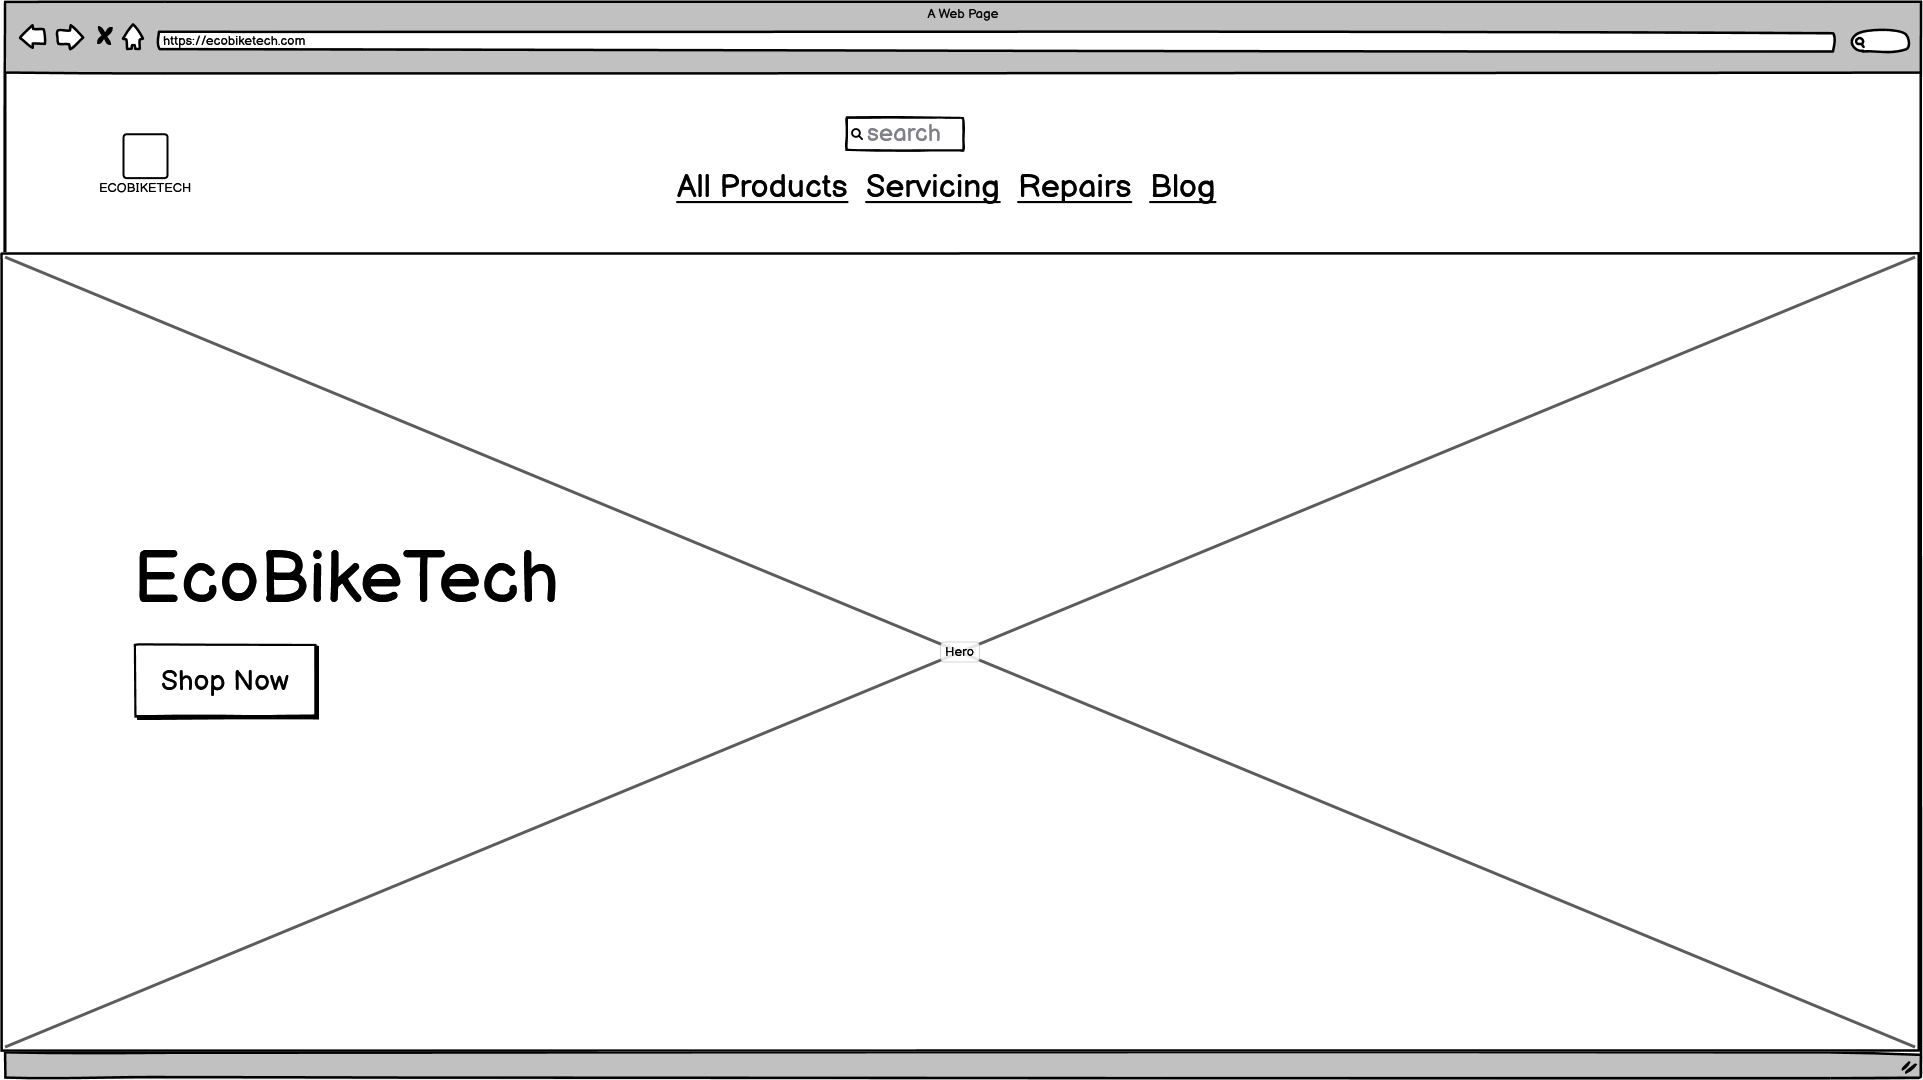 A Web Page
https://ecobiketech.com
search
ECOBIKETECH
All Products Servicing Repairs Blog
EcoBikeTech
Hero
Shop Now